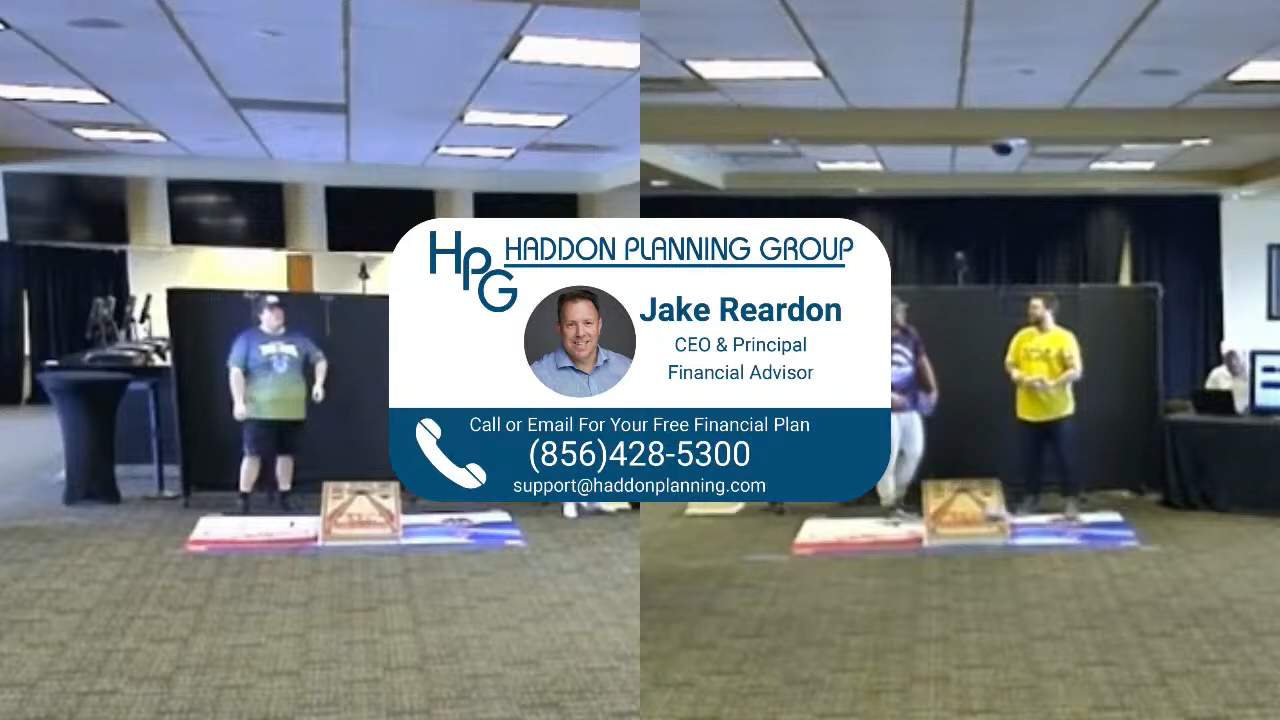 HPG HADDON PLANNING GROUP
Jake Reardon
CEO & Principal
Financial Advisor
Call or Email For Your Free Financial Plan
(856)428-5300
support@haddonplanning.com